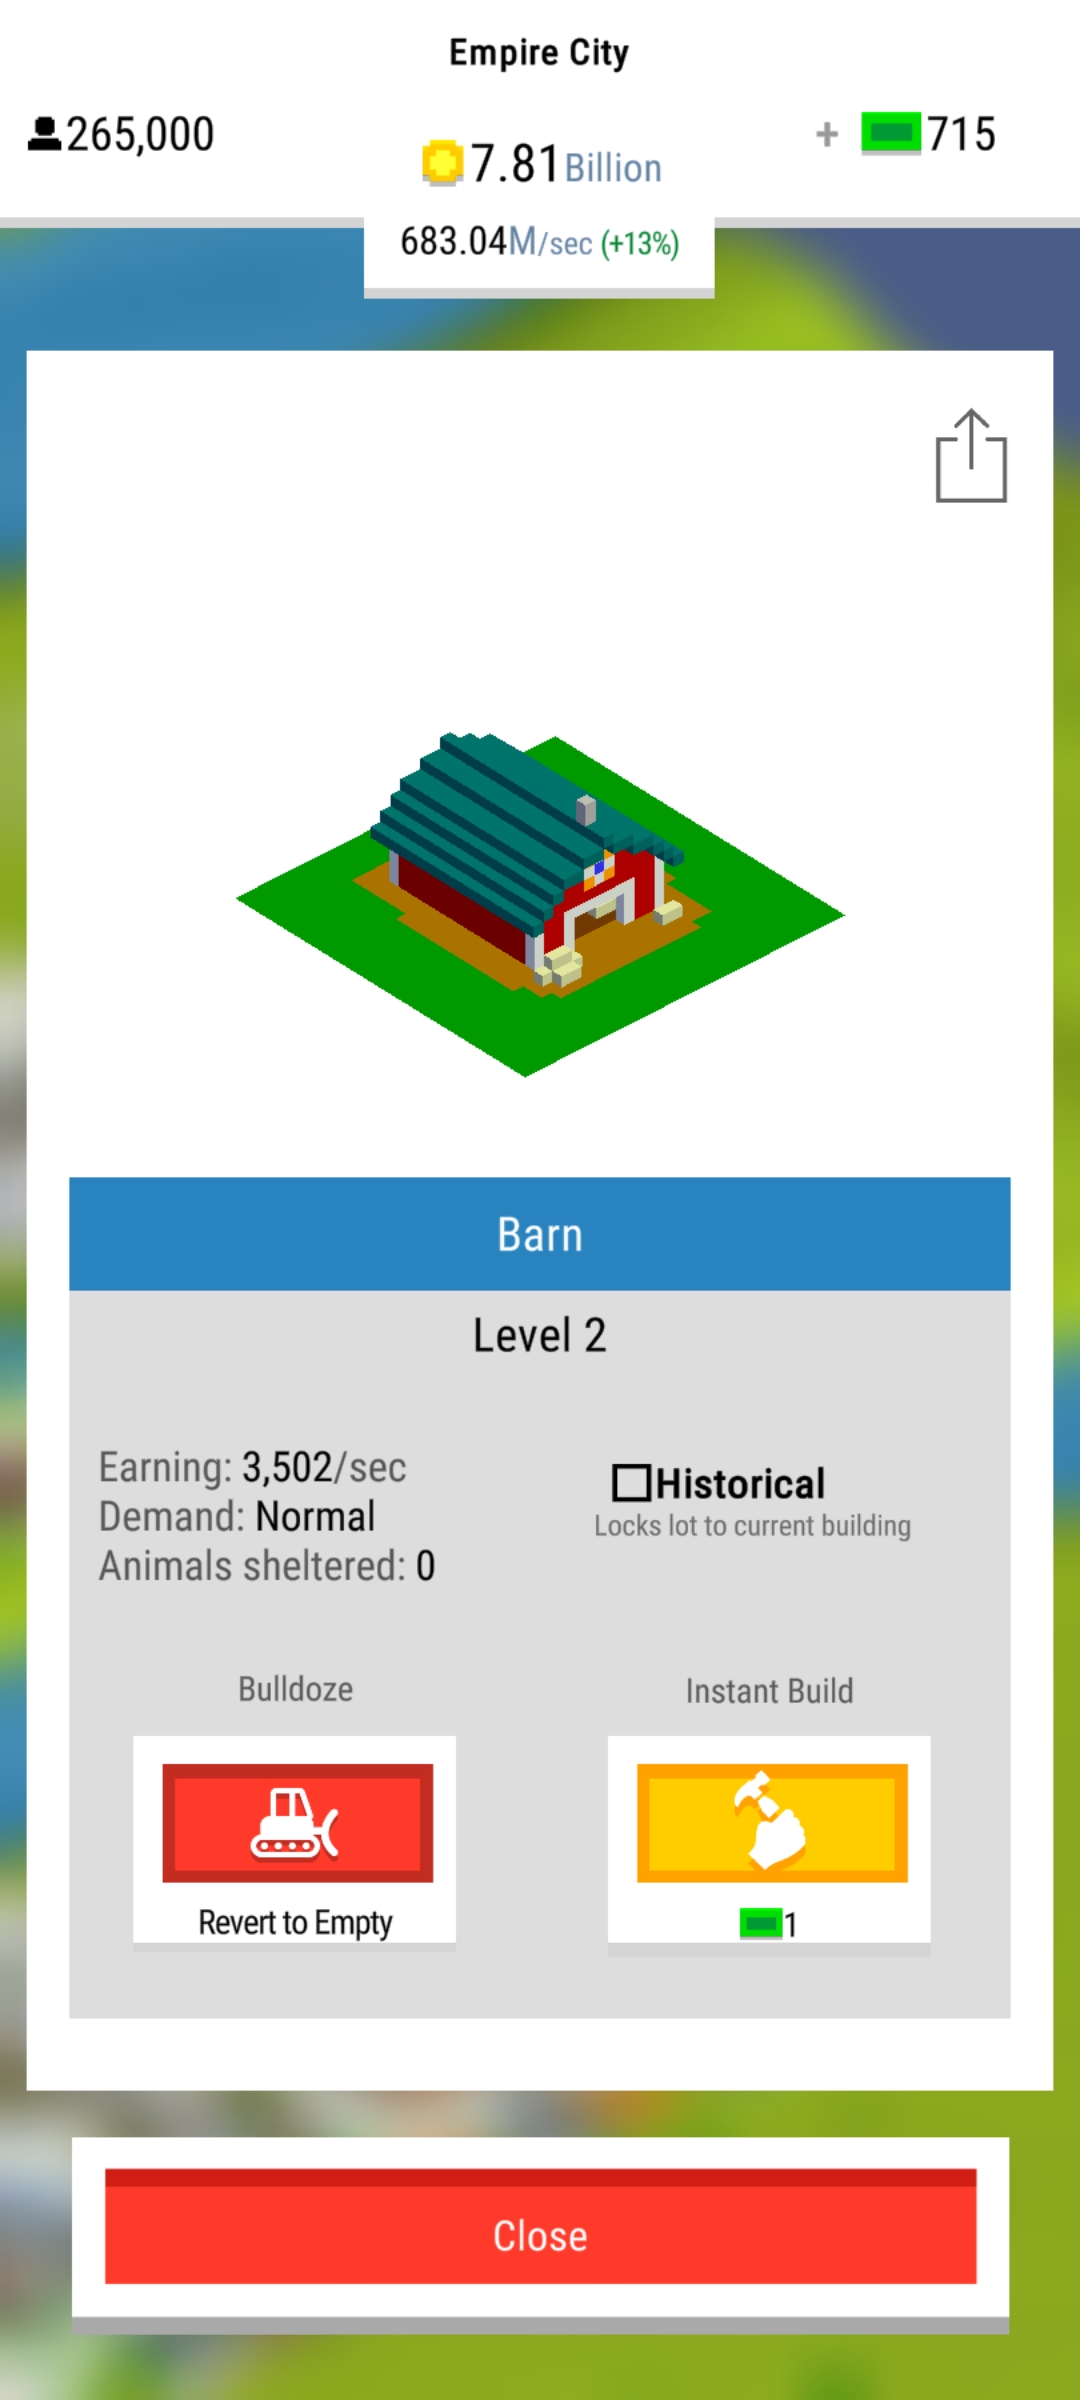 Empire City
265,000
7.81 Billion
+ 715
683.04M/sec (+13%)
Barn
Level 2
Earning: 3,502/sec
Demand: Normal
Animals sheltered: 0
Historical
Locks lot to current building
Bulldoze
Instant Build
Revert to Empty
1
Close